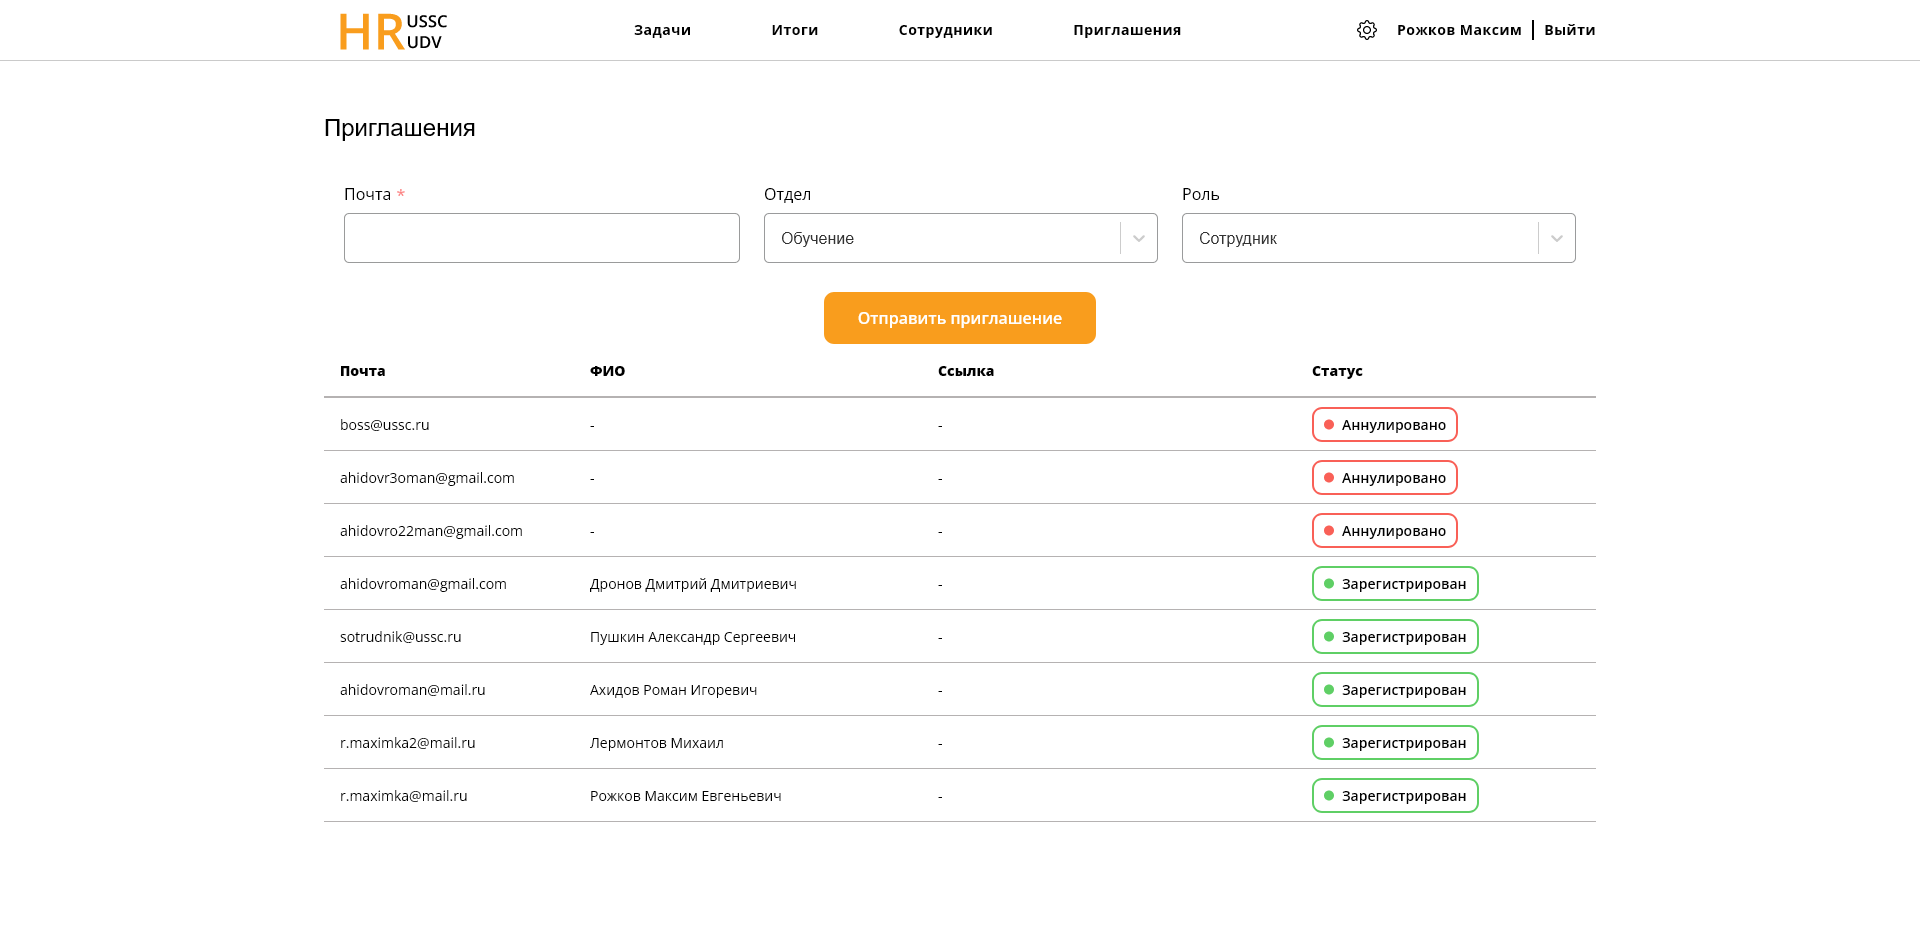 HR USSC UDV
Задачи Итоги Сотрудники Приглашения Рожков Максим Выйти
Приглашения
Почта * Отдел Роль
Обучение Сотрудник
Отправить приглашение
Почта ФИО Ссылка Статус
boss@ussc.ru - - Аннулировано
ahidovr3oman@gmail.com - - Аннулировано
ahidovro22man@gmail.com - - Аннулировано
ahidovroman@gmail.com Дронов Дмитрий Дмитриевич - Зарегистрирован
sotrudnik@ussc.ru Пушкин Александр Сергеевич - Зарегистрирован
ahidovroman@mail.ru Ахидов Роман Игоревич - Зарегистрирован
r.maximka2@mail.ru Лермонтов Михаил - Зарегистрирован
r.maximka@mail.ru Рожков Максим Евгеньевич - Зарегистрирован